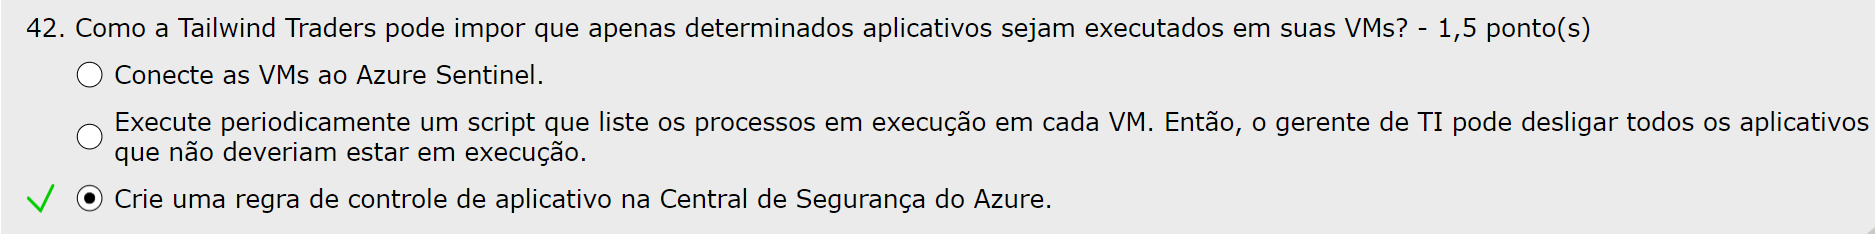 42. Como a Tailwind Traders pode impor que apenas determinados aplicativos sejam executados em suas VMs? - 1,5 ponto(s)
Conecte as VMs ao Azure Sentinel.
Execute periodicamente um script que liste os processos em execução em cada VM. Então, o gerente de TI pode desligar todos os aplicativos
que não deveriam estar em execução.
Crie uma regra de controle de aplicativo na Central de Segurança do Azure.